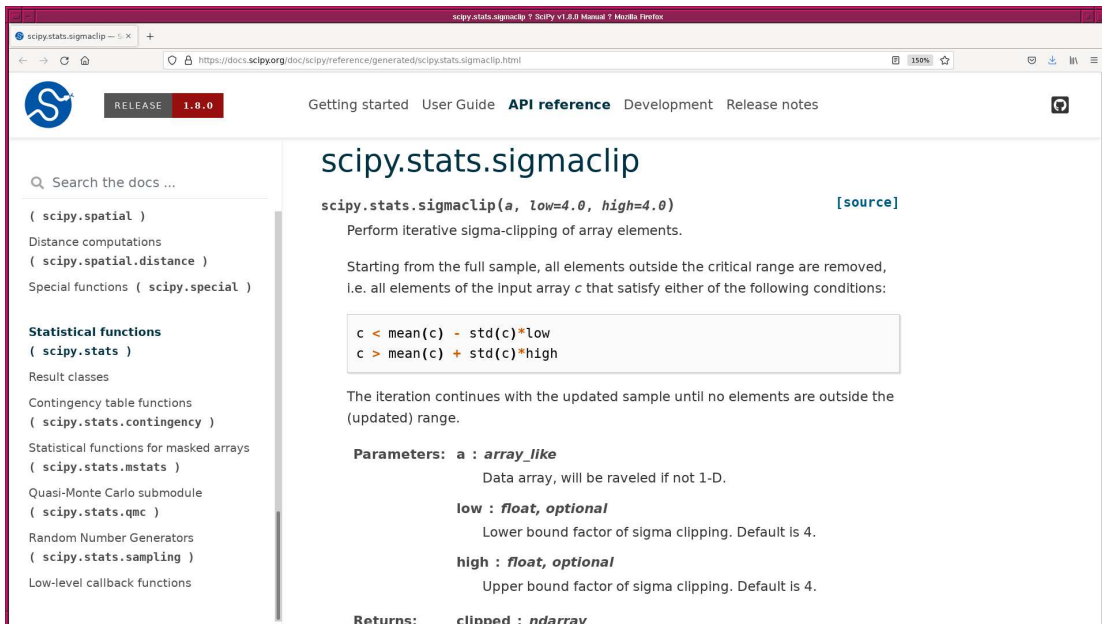 scipy.stats.sigmaclip ? SciPy v1.8.0 Manual ? Mozilla Firefox
scipy.stats.sigmaclip — S
https://docs.scipy.org/doc/scipy/reference/generated/scipy.stats.sigmaclip.html
150%
RELEASE 1.8.0
Getting started User Guide API reference Development Release notes
Search the docs ...
( scipy.spatial )
Distance computations
( scipy.spatial.distance )
Special functions ( scipy.special )
Statistical functions
( scipy.stats )
Result classes
Contingency table functions
( scipy.stats.contingency )
Statistical functions for masked arrays
( scipy.stats.mstats )
Quasi-Monte Carlo submodule
( scipy.stats.qmc )
Random Number Generators
( scipy.stats.sampling )
Low-level callback functions
scipy.stats.sigmaclip
scipy.stats.sigmaclip(a, low=4.0, high=4.0) [source]
Perform iterative sigma-clipping of array elements.
Starting from the full sample, all elements outside the critical range are removed,
i.e. all elements of the input array c that satisfy either of the following conditions:
c < mean(c) - std(c)*low
c > mean(c) + std(c)*high
The iteration continues with the updated sample until no elements are outside the
(updated) range.
Parameters: a : array_like
Data array, will be raveled if not 1-D.
low : float, optional
Lower bound factor of sigma clipping. Default is 4.
high : float, optional
Upper bound factor of sigma clipping. Default is 4.
Returns: clipped : ndarray